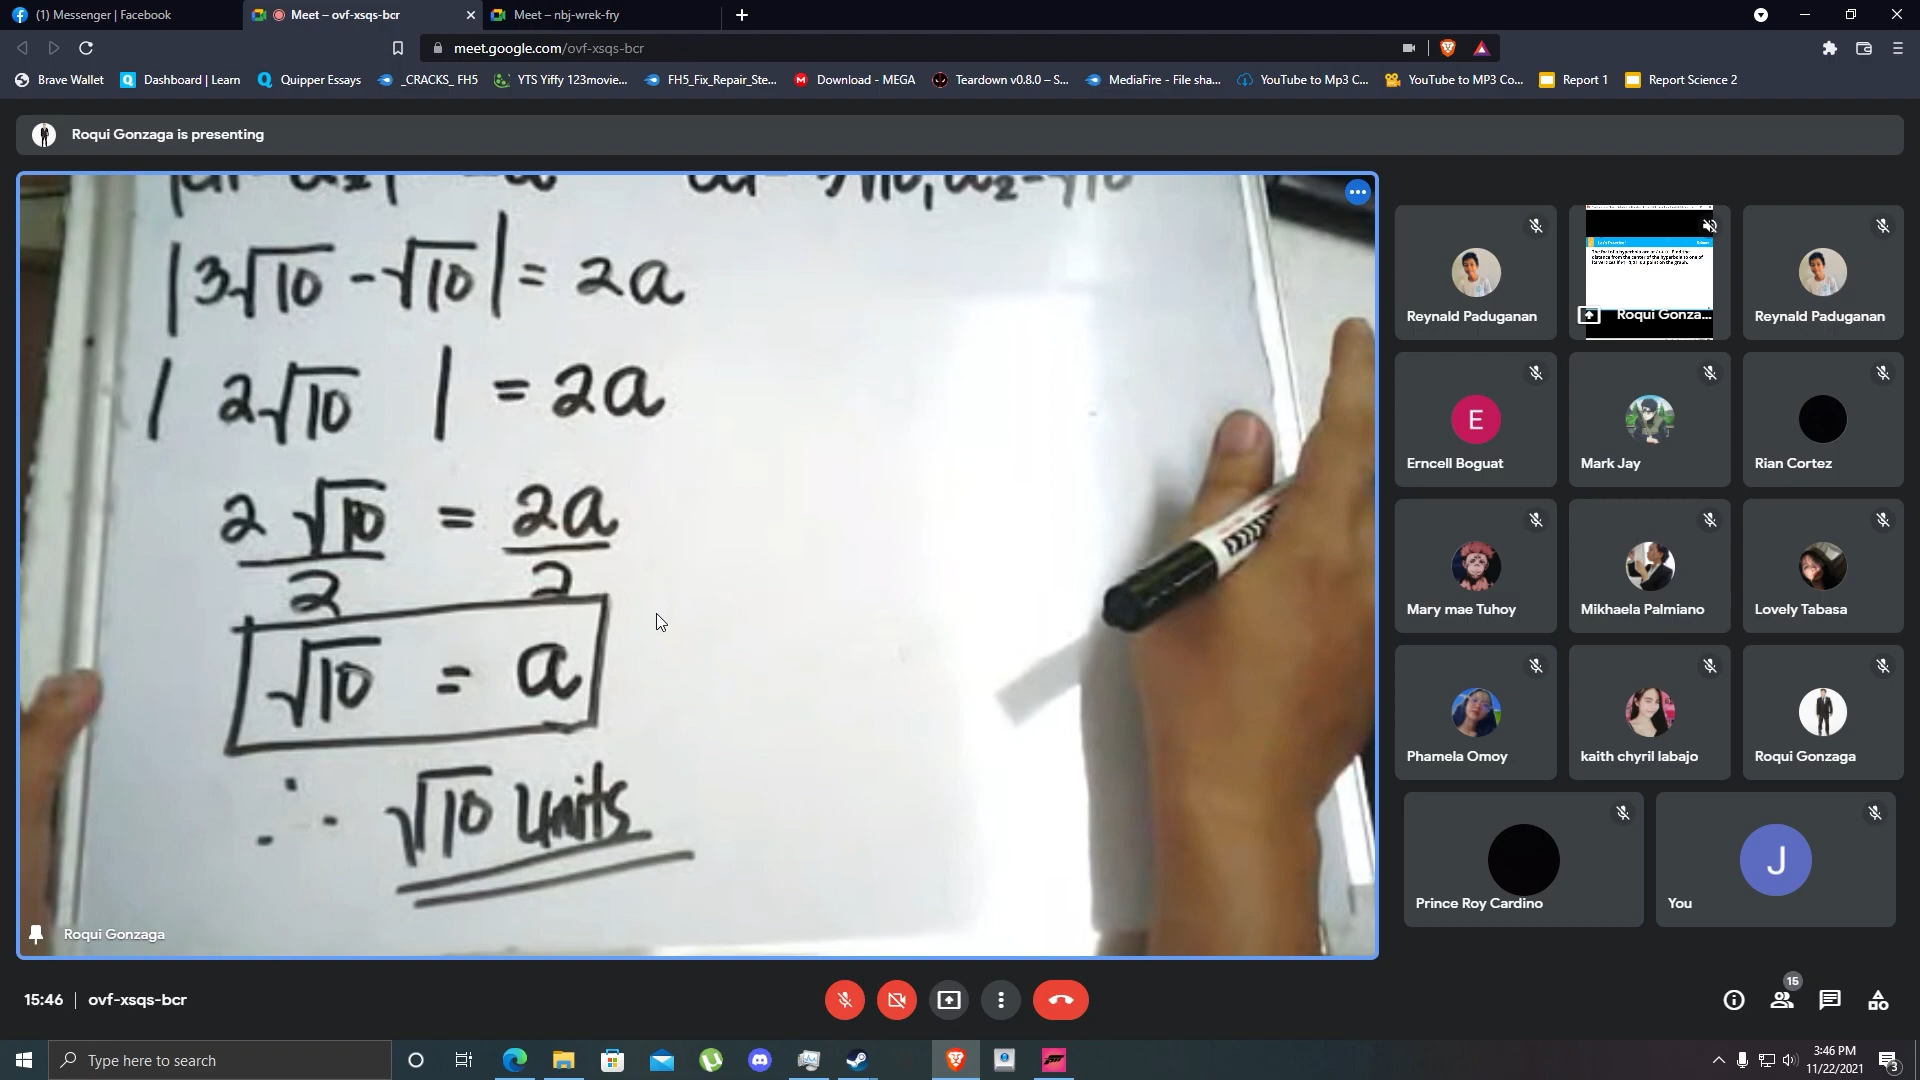 (1) Messenger | Facebook
Meet – ovf-xsqs-bcr
Meet – nbj-wrek-fry
meet.google.com/ovf-xsqs-bcr
Brave Wallet
Dashboard | Learn
Quipper Essays
_CRACKS_ FH5
YTS Yiffy 123movie...
FH5_Fix_Repair_Ste...
Download - MEGA
Teardown v0.8.0 – S...
MediaFire - File sha...
YouTube to Mp3 C...
YouTube to MP3 Co...
Report 1
Report Science 2
Roqui Gonzaga is presenting
|3√10 - √10| = 2a
| 2√10 | = 2a
2 √10 = 2a
2 2
√10 = a
∴ √10 units
Roqui Gonzaga
Reynald Paduganan
Roqui Gonza...
Reynald Paduganan
E
Erncell Boguat
Mark Jay
Rian Cortez
Mary mae Tuhoy
Mikhaela Palmiano
Lovely Tabasa
Phamela Omoy
kaith chyril labajo
Roqui Gonzaga
Prince Roy Cardino
J
You
15:46 | ovf-xsqs-bcr
15
Type here to search
3:46 PM
11/22/2021
3